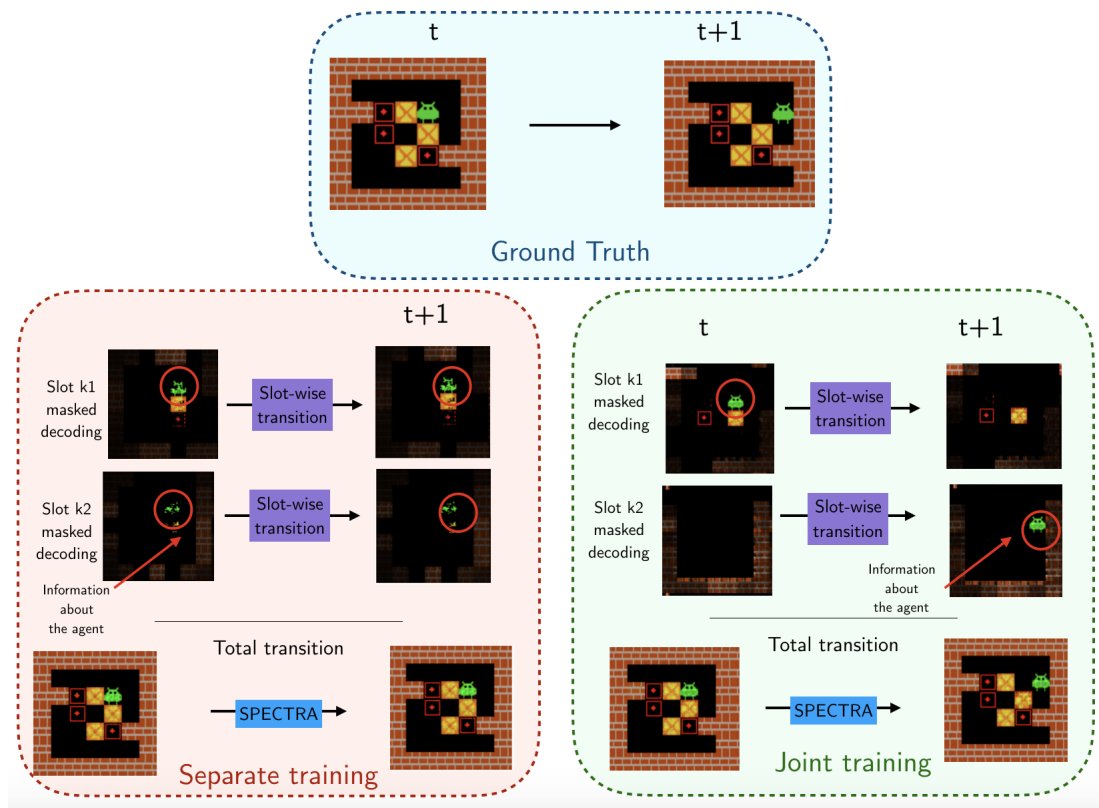 t
t+1
Ground Truth
t+1
Slot k1
masked
decoding
Slot-wise
transition
Slot k2
masked
decoding
Slot-wise
transition
Information
about
the agent
Total transition
SPECTRA
Separate training
t
t+1
Slot k1
masked
decoding
Slot-wise
transition
Slot k2
masked
decoding
Slot-wise
transition
Information
about
the agent
Total transition
SPECTRA
Joint training